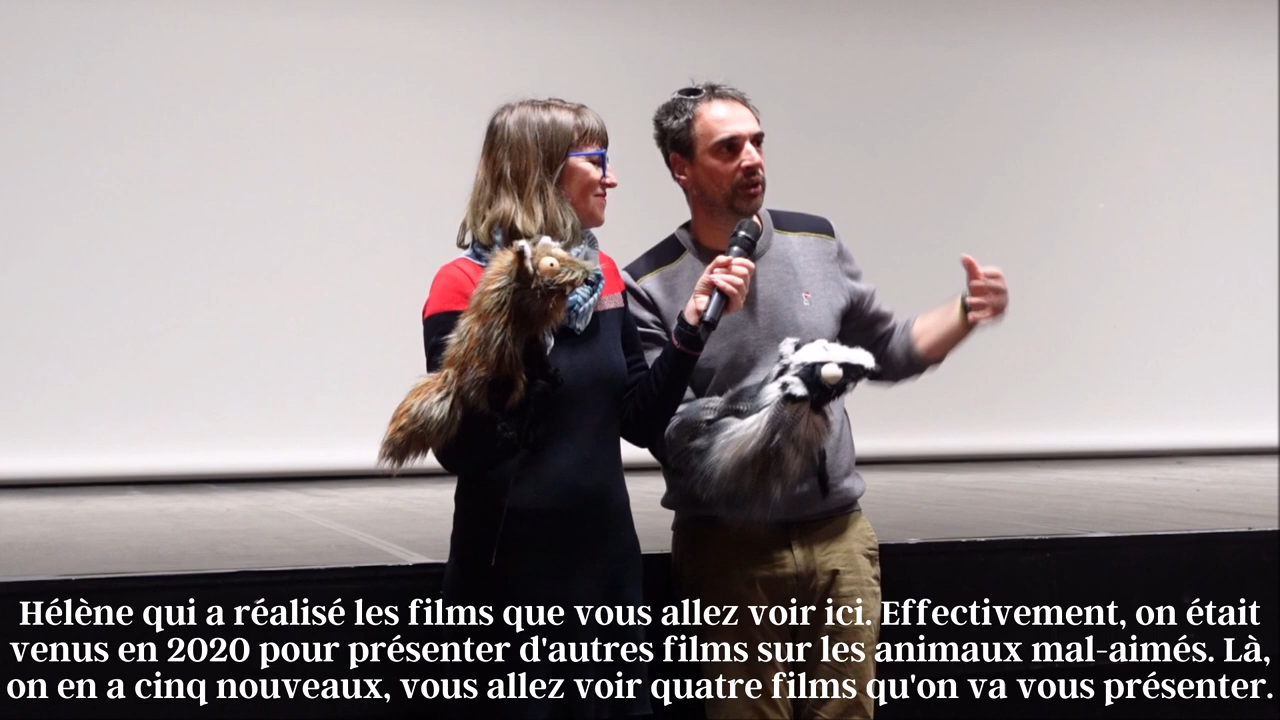 Hélène qui a réalisé les films que vous allez voir ici. Effectivement, on était
venus en 2020 pour présenter d'autres films sur les animaux mal-aimés. Là,
on en a cinq nouveaux, vous allez voir quatre films qu'on va vous présenter.